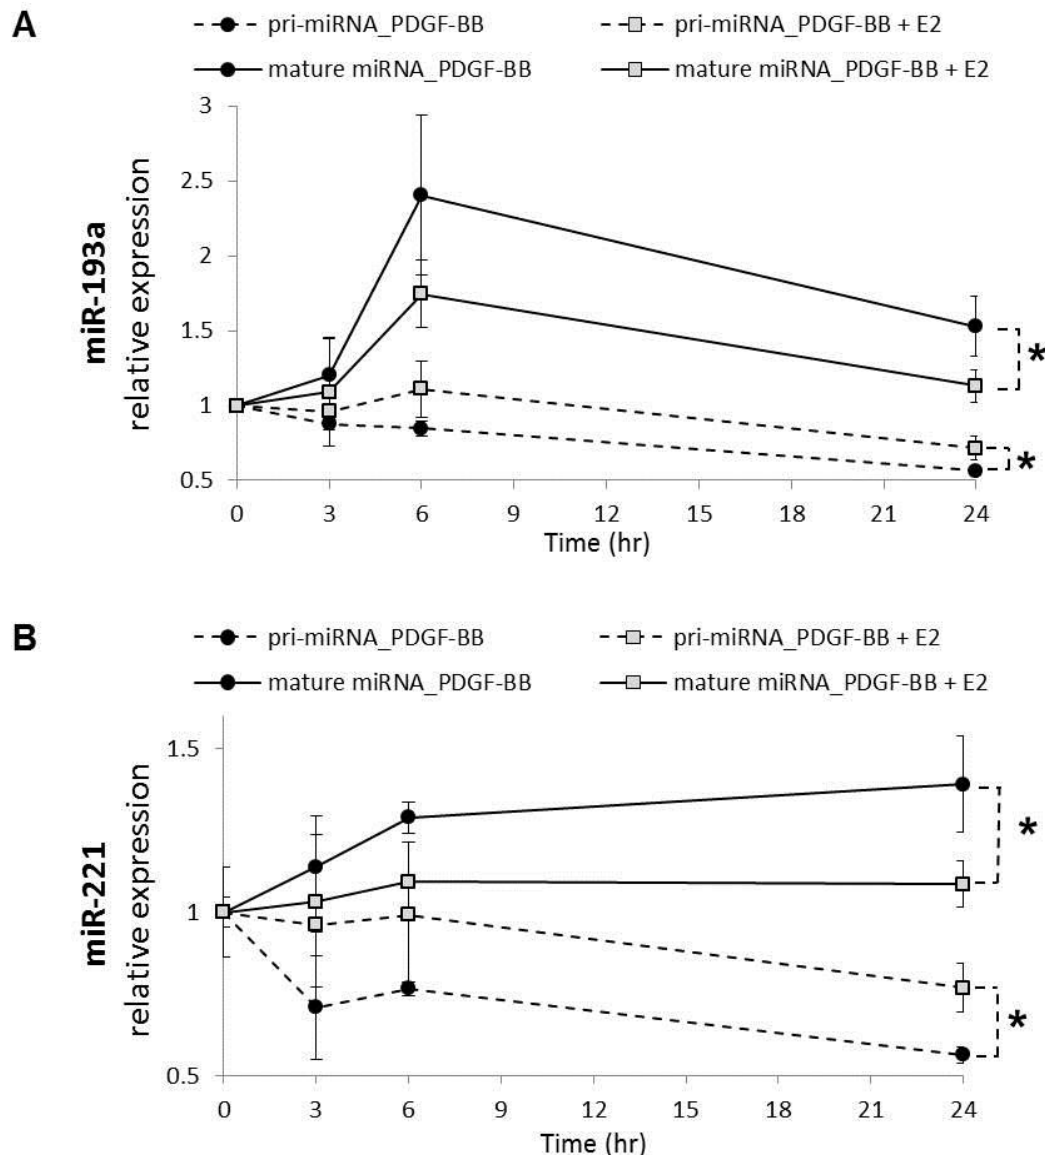 A
pri-miRNA_PDGF-BB
pri-miRNA_PDGF-BB + E2
mature miRNA_PDGF-BB
mature miRNA_PDGF-BB + E2
miR-193a
relative expression
3
2.5
2
1.5
1
0.5
*
*
0 3 6 9 12 15 18 21 24
Time (hr)
B
pri-miRNA_PDGF-BB
pri-miRNA_PDGF-BB + E2
mature miRNA_PDGF-BB
mature miRNA_PDGF-BB + E2
miR-221
relative expression
1.5
1
0.5
*
*
0 3 6 9 12 15 18 21 24
Time (hr)